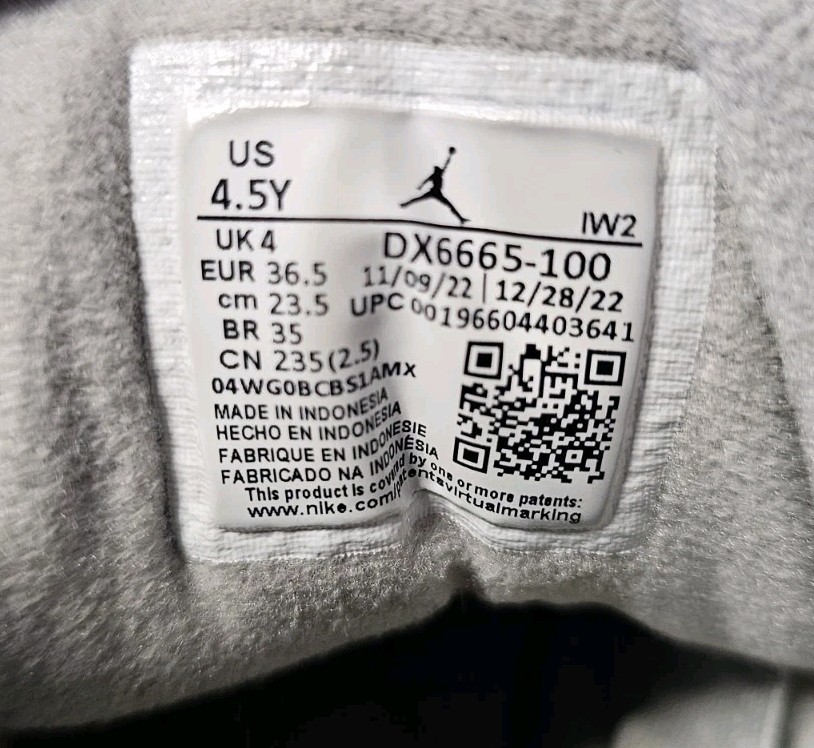 US
4.5Y
IW2
UK 4
DX6665-100
EUR 36.5
11/09/22 | 12/28/22
cm 23.5
UPC 00196604403641
BR 35
CN 235(2.5)
04WG0BCBS1AMX
MADE IN INDONESIA
HECHO EN INDONESIA
FABRIQUE EN INDONESIE
FABRICADO NA INDONÉSIA
This product is covered by one or more patents:
www.nike.com/patentsvirtualmarking